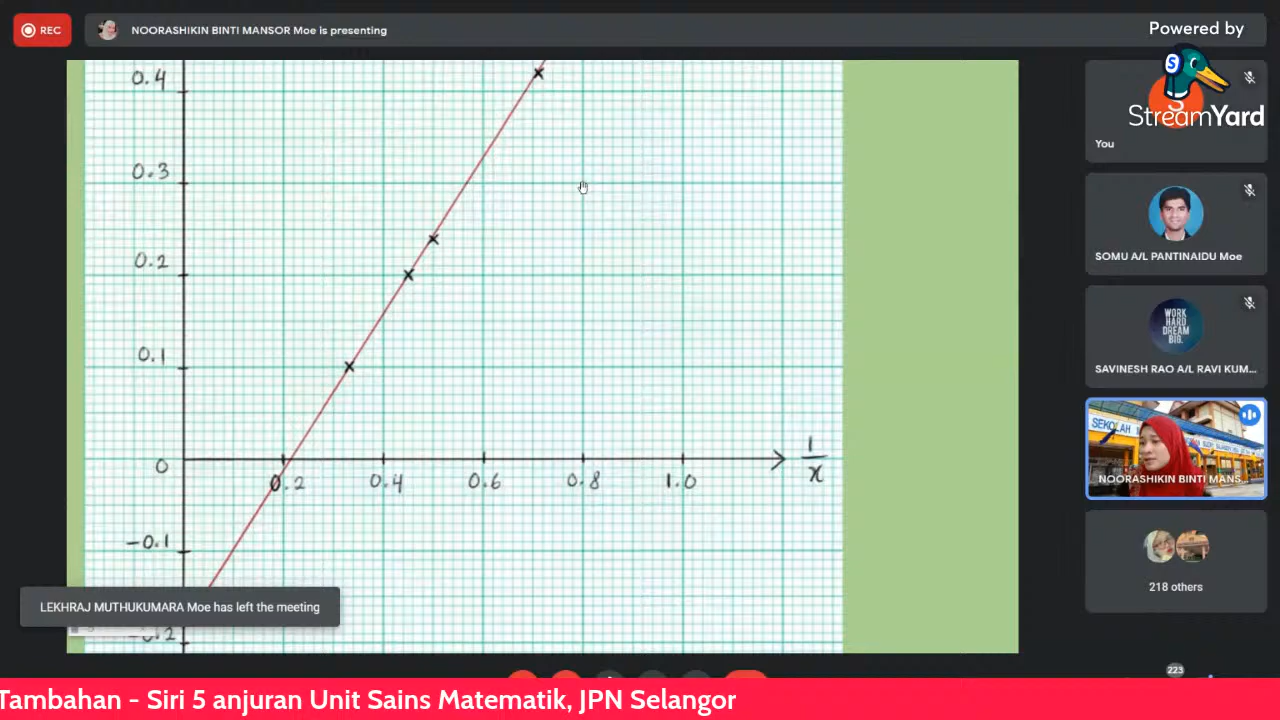 REC
NOORASHIKIN BINTI MANSOR Moe is presenting
Powered by
StreamYard
You
SOMU A/L PANTINAIDU Moe
WORK
HARD
DREAM
BIG.
SAVINESH RAO A/L RAVI KUM...
SEKOLAH
NOORASHIKIN BINTI MANS...
218 others
223
0.4
0.3
0.2
0.1
0
0.2
0.4
0.6
0.8
1.0
1
x
-0.1
-0.2
LEKHRAJ MUTHUKUMARA Moe has left the meeting
Tambahan - Siri 5 anjuran Unit Sains Matematik, JPN Selangor